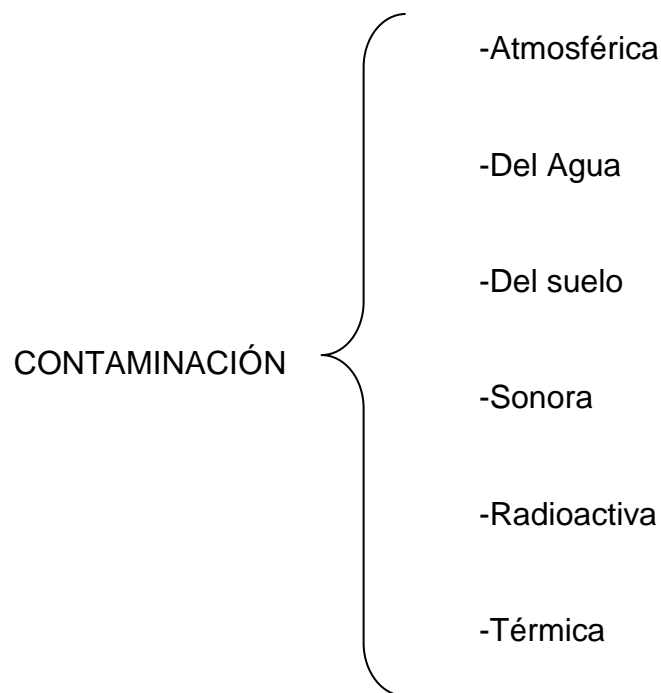 -Atmosférica
-Del Agua
-Del suelo
CONTAMINACIÓN
-Sonora
-Radioactiva
-Térmica